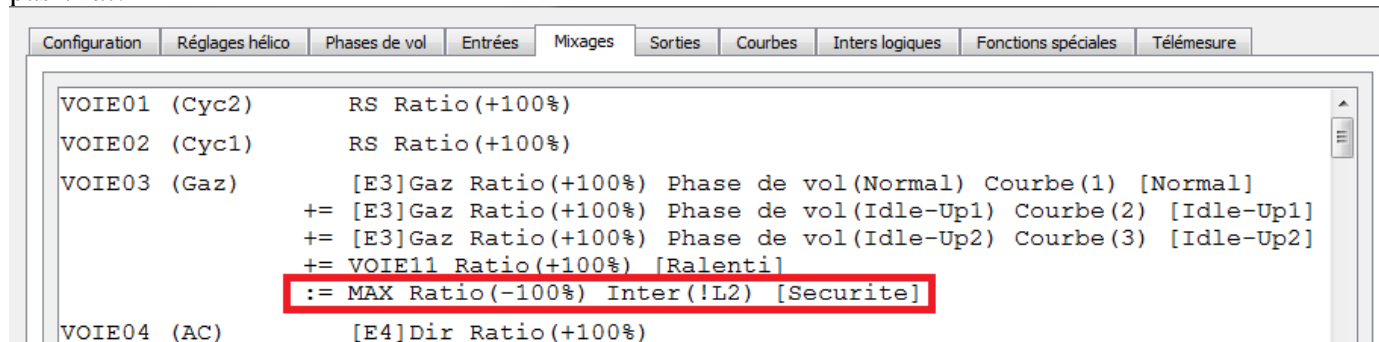 Configuration Réglages hélico Phases de vol Entrées Mixages Sorties Courbes Inters logiques Fonctions spéciales Télémesure
VOIE01 (Cyc2) RS Ratio(+100%)
VOIE02 (Cyc1) RS Ratio(+100%)
VOIE03 (Gaz) [E3]Gaz Ratio(+100%) Phase de vol(Normal) Courbe(1) [Normal]
+= [E3]Gaz Ratio(+100%) Phase de vol(Idle-Up1) Courbe(2) [Idle-Up1]
+= [E3]Gaz Ratio(+100%) Phase de vol(Idle-Up2) Courbe(3) [Idle-Up2]
+= VOIE11 Ratio(+100%) [Ralenti]
:= MAX Ratio(-100%) Inter(!L2) [Securite]
VOIE04 (AC) [E4]Dir Ratio(+100%)